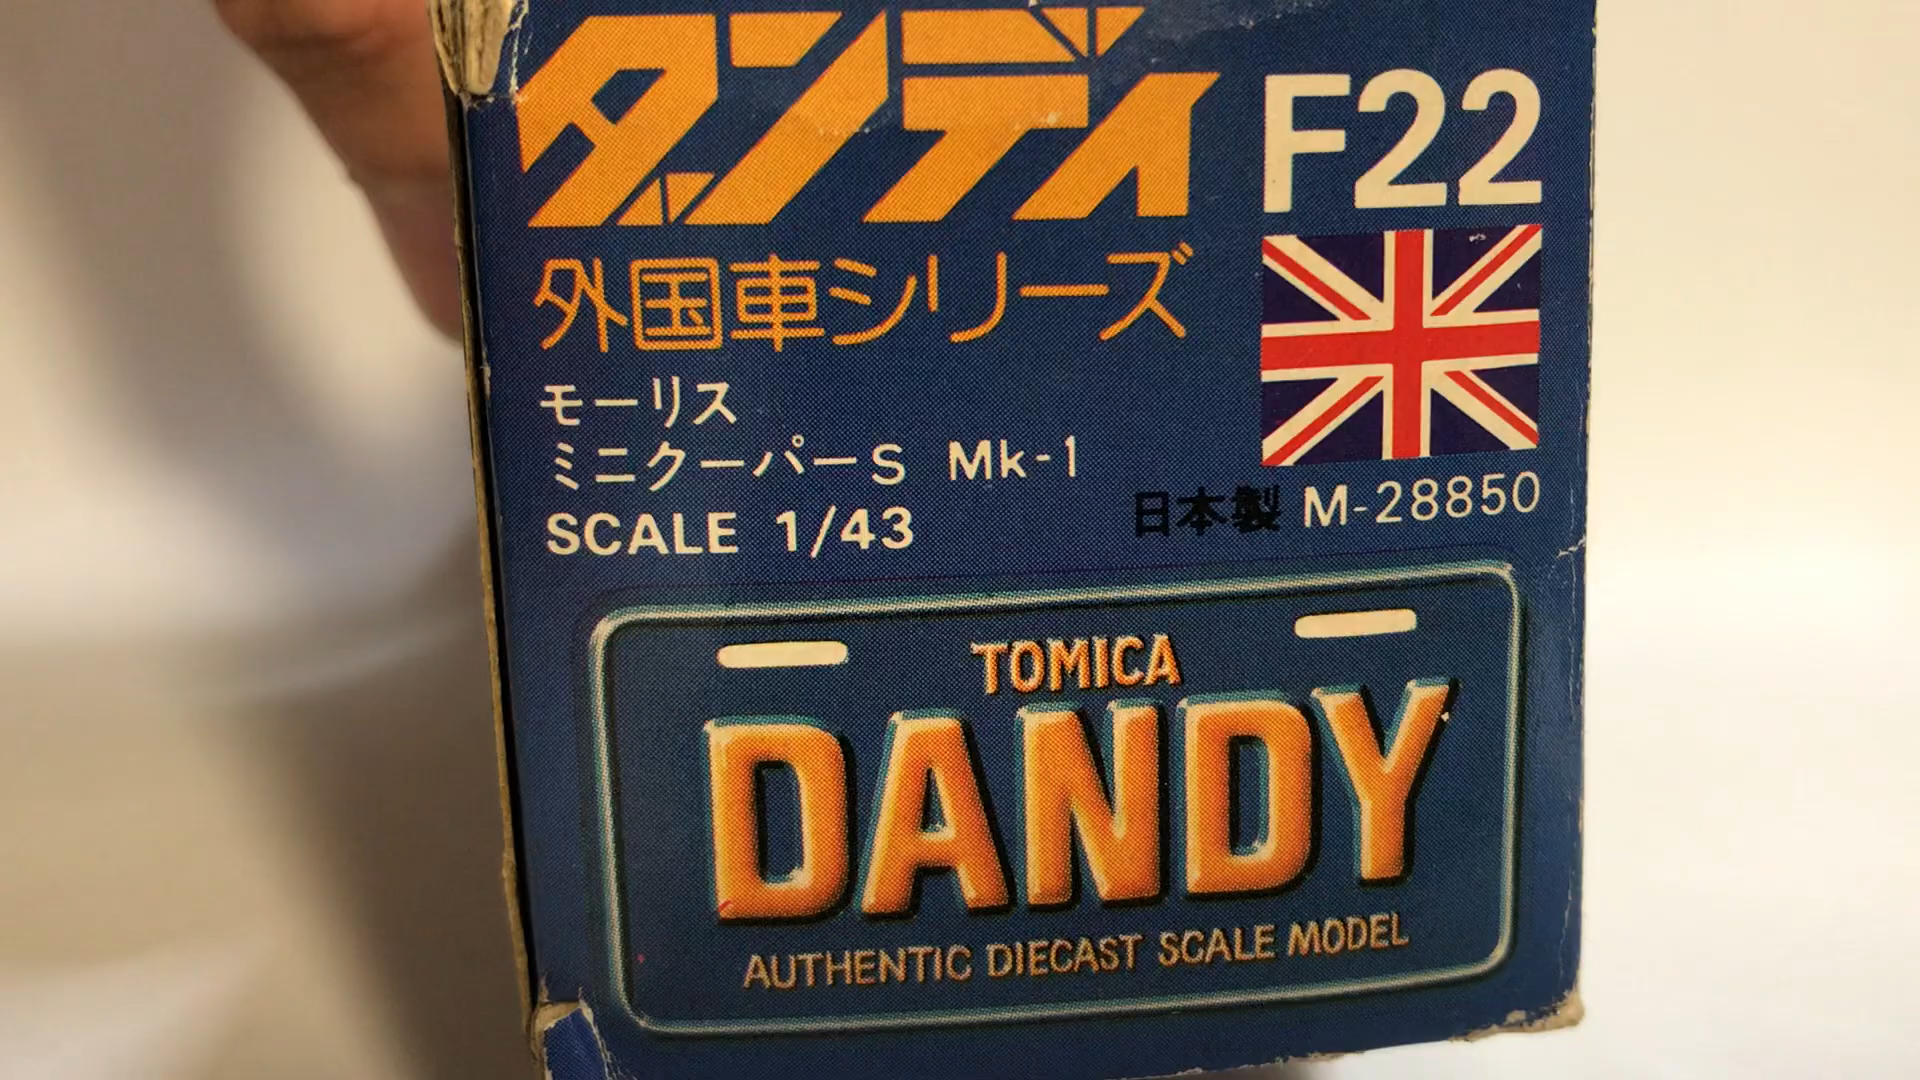 ダンディ F22
外国車シリーズ
モーリス
ミニクーパーS Mk-1
SCALE 1/43
日本製 M-28850
TOMICA
DANDY
AUTHENTIC DIECAST SCALE MODEL